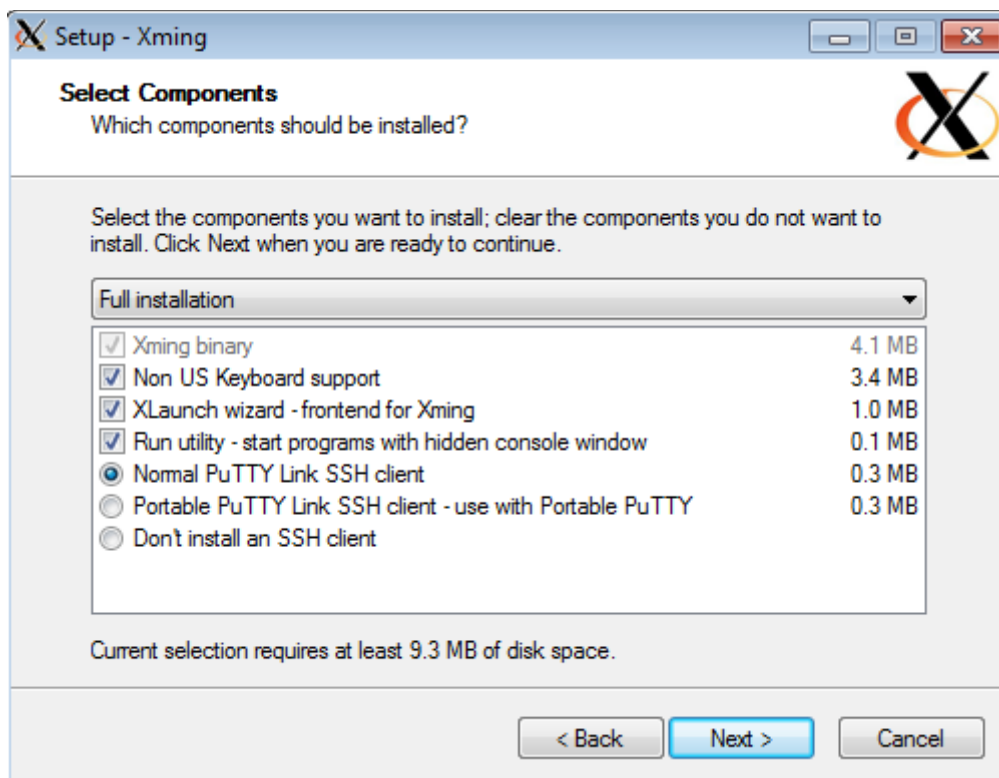 Setup - Xming
Select Components
Which components should be installed?
Select the components you want to install; clear the components you do not want to
install. Click Next when you are ready to continue.
Full installation
Xming binary 4.1 MB
Non US Keyboard support 3.4 MB
XLaunch wizard - frontend for Xming 1.0 MB
Run utility - start programs with hidden console window 0.1 MB
Normal PuTTY Link SSH client 0.3 MB
Portable PuTTY Link SSH client - use with Portable PuTTY 0.3 MB
Don't install an SSH client
Current selection requires at least 9.3 MB of disk space.
< Back Next > Cancel